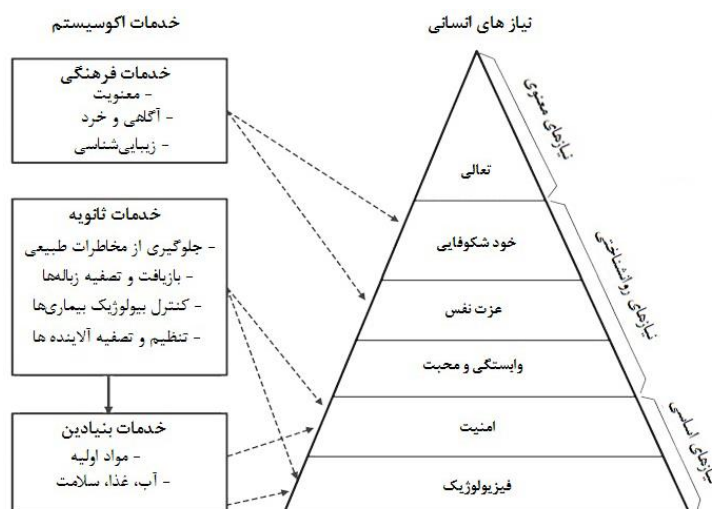 نیاز های انسانی
خدمات اکوسیستم
خدمات فرهنگی
- معنویت
- آگاهی و خرد
- زیبایی‌شناسی
خدمات ثانویه
- جلوگیری از مخاطرات طبیعی
- بازیافت و تصفیه زباله‌ها
- کنترل بیولوژیک بیماری‌ها
- تنظیم و تصفیه آلاینده ها
خدمات بنیادین
- مواد اولیه
- آب، غذا، سلامت
تعالی
خود شکوفایی
عزت نفس
وابستگی و محبت
امنیت
فیزیولوژیک
نیازهای معنوی
نیازهای روانشناختی
نیازهای اساسی